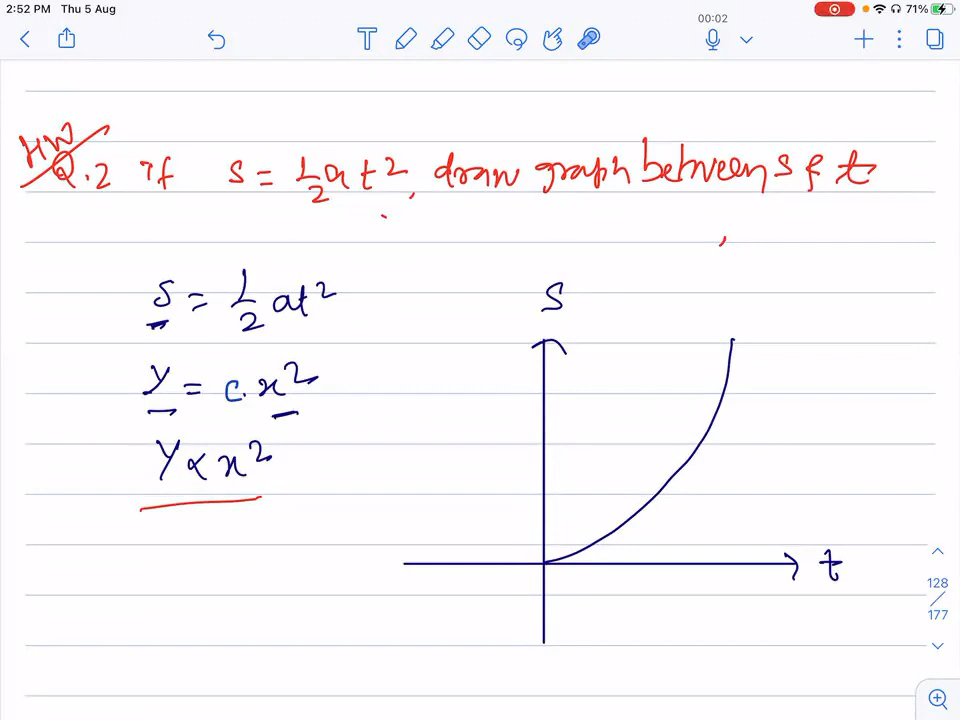 2:52 PM Thu 5 Aug
71%
00:02
T
HW
Q.2 if s = 1/2 at², draw graph between s & t
s = 1/2 at²
y = c.x²
y ∝ x²
S
t
128
177